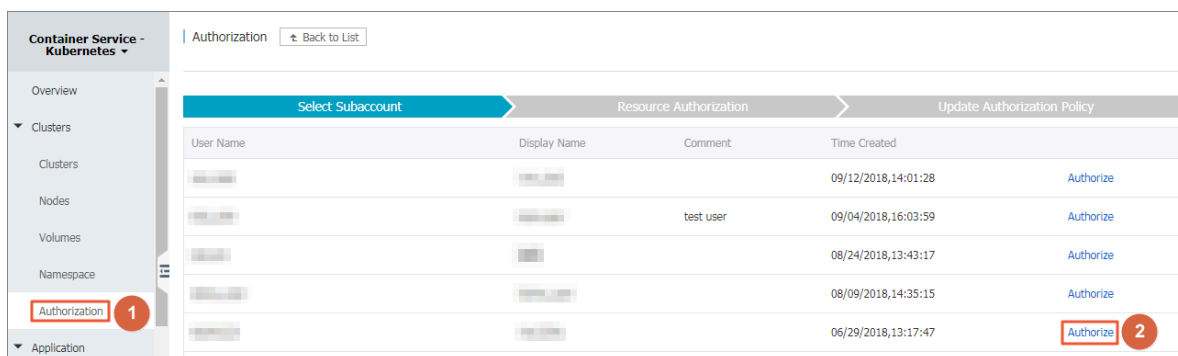 Container Service -
Kubernetes
Authorization Back to List
Overview
Clusters
Clusters
Nodes
Volumes
Namespace
Authorization 1
Application
Select Subaccount Resource Authorization Update Authorization Policy
User Name Display Name Comment Time Created
09/12/2018,14:01:28 Authorize
test user 09/04/2018,16:03:59 Authorize
08/24/2018,13:43:17 Authorize
08/09/2018,14:35:15 Authorize
06/29/2018,13:17:47 Authorize 2